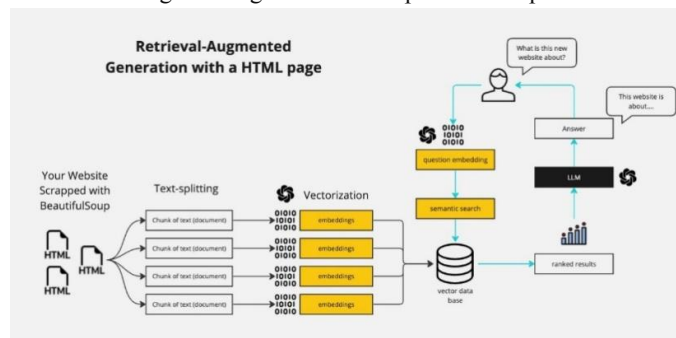 Retrieval-Augmented
Generation with a HTML page
What is this new
website about?
This website is
about....
01010
10101
01010
Answer
question embedding
LLM
Your Website
Scrapped with
BeautifulSoup
Text-splitting
Vectorization
semantic search
Chunk of text (document)
01010
10101
01010
embeddings
HTML
HTML
HTML
Chunk of text (document)
01010
10101
01010
embeddings
Chunk of text (document)
01010
10101
01010
embeddings
Chunk of text (document)
01010
10101
01010
embeddings
vector data
base
ranked results